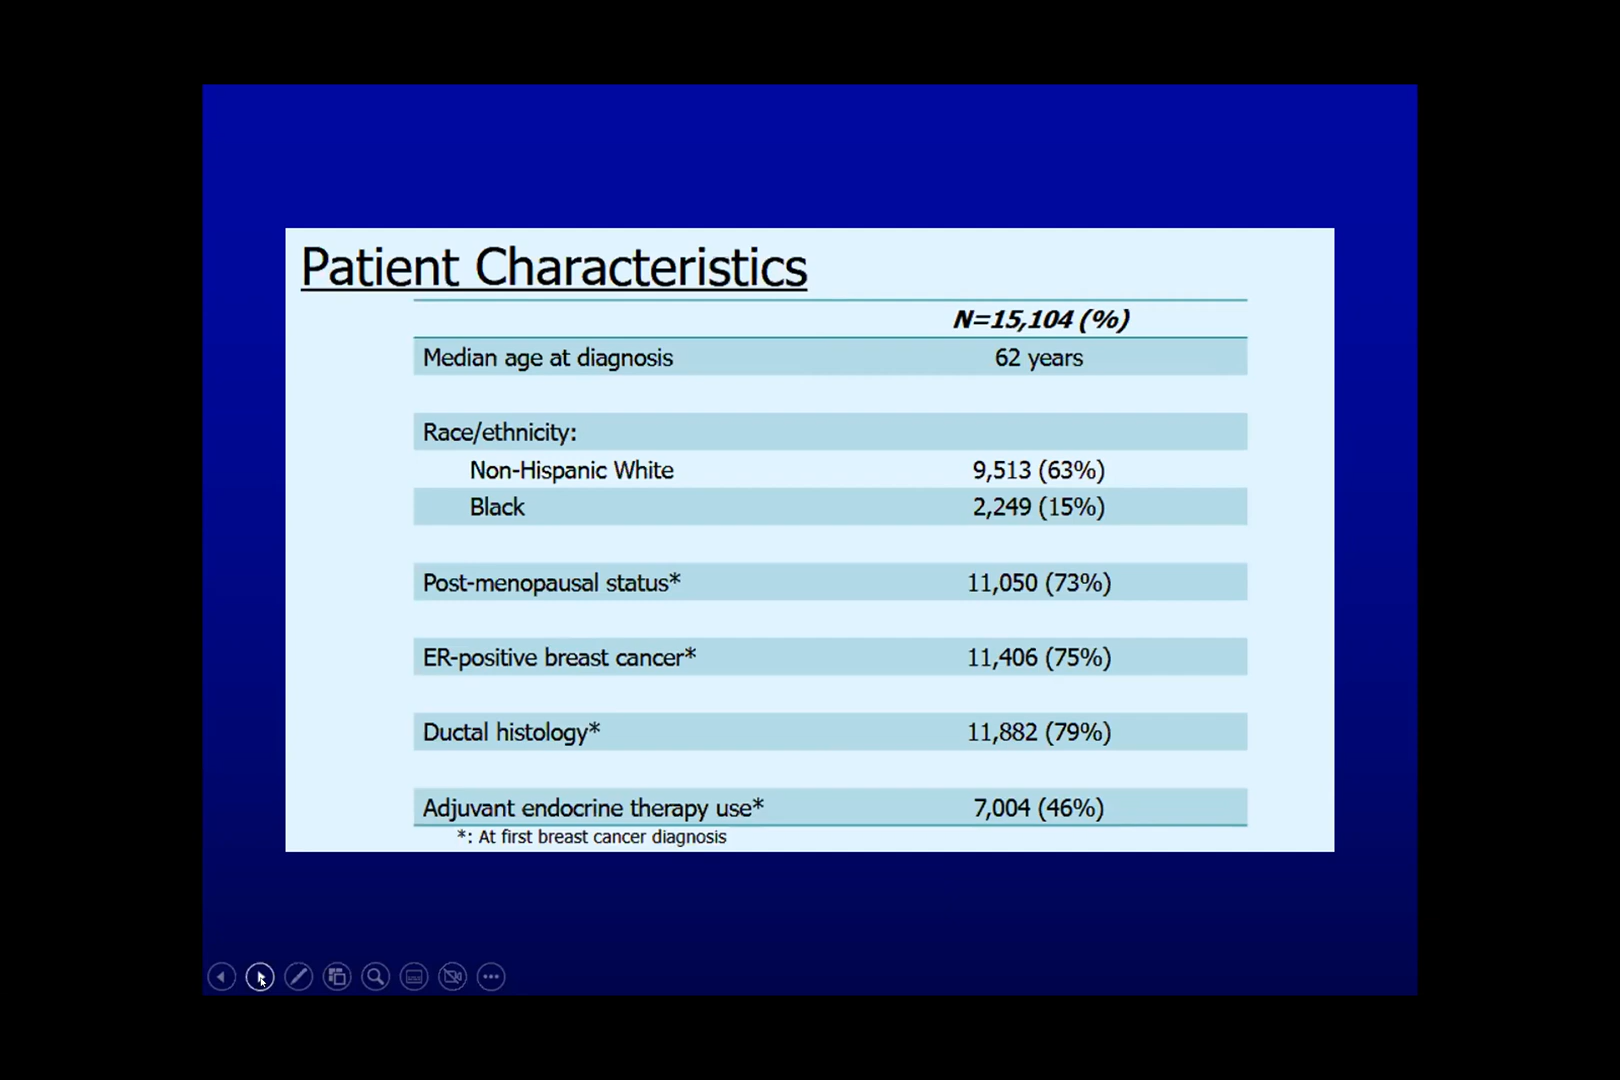 Patient Characteristics
N=15,104 (%)
Median age at diagnosis 62 years
Race/ethnicity:
Non-Hispanic White 9,513 (63%)
Black 2,249 (15%)
Post-menopausal status* 11,050 (73%)
ER-positive breast cancer* 11,406 (75%)
Ductal histology* 11,882 (79%)
Adjuvant endocrine therapy use* 7,004 (46%)
*: At first breast cancer diagnosis